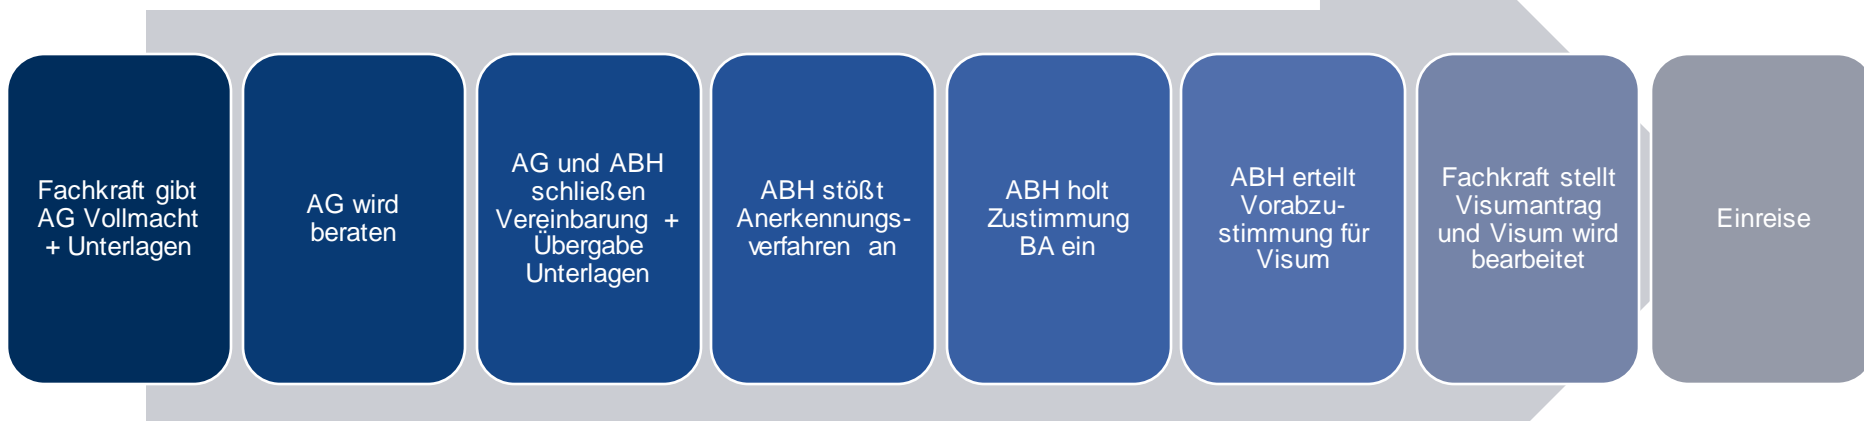 Fachkraft gibt
AG Vollmacht
+ Unterlagen
AG wird
beraten
AG und ABH
schließen
Vereinbarung +
Übergabe
Unterlagen
ABH stößt
Anerkennungs-
verfahren an
ABH holt
Zustimmung
BA ein
ABH erteilt
Vorabzu-
stimmung für
Visum
Fachkraft stellt
Visumantrag
und Visum wird
bearbeitet
Einreise